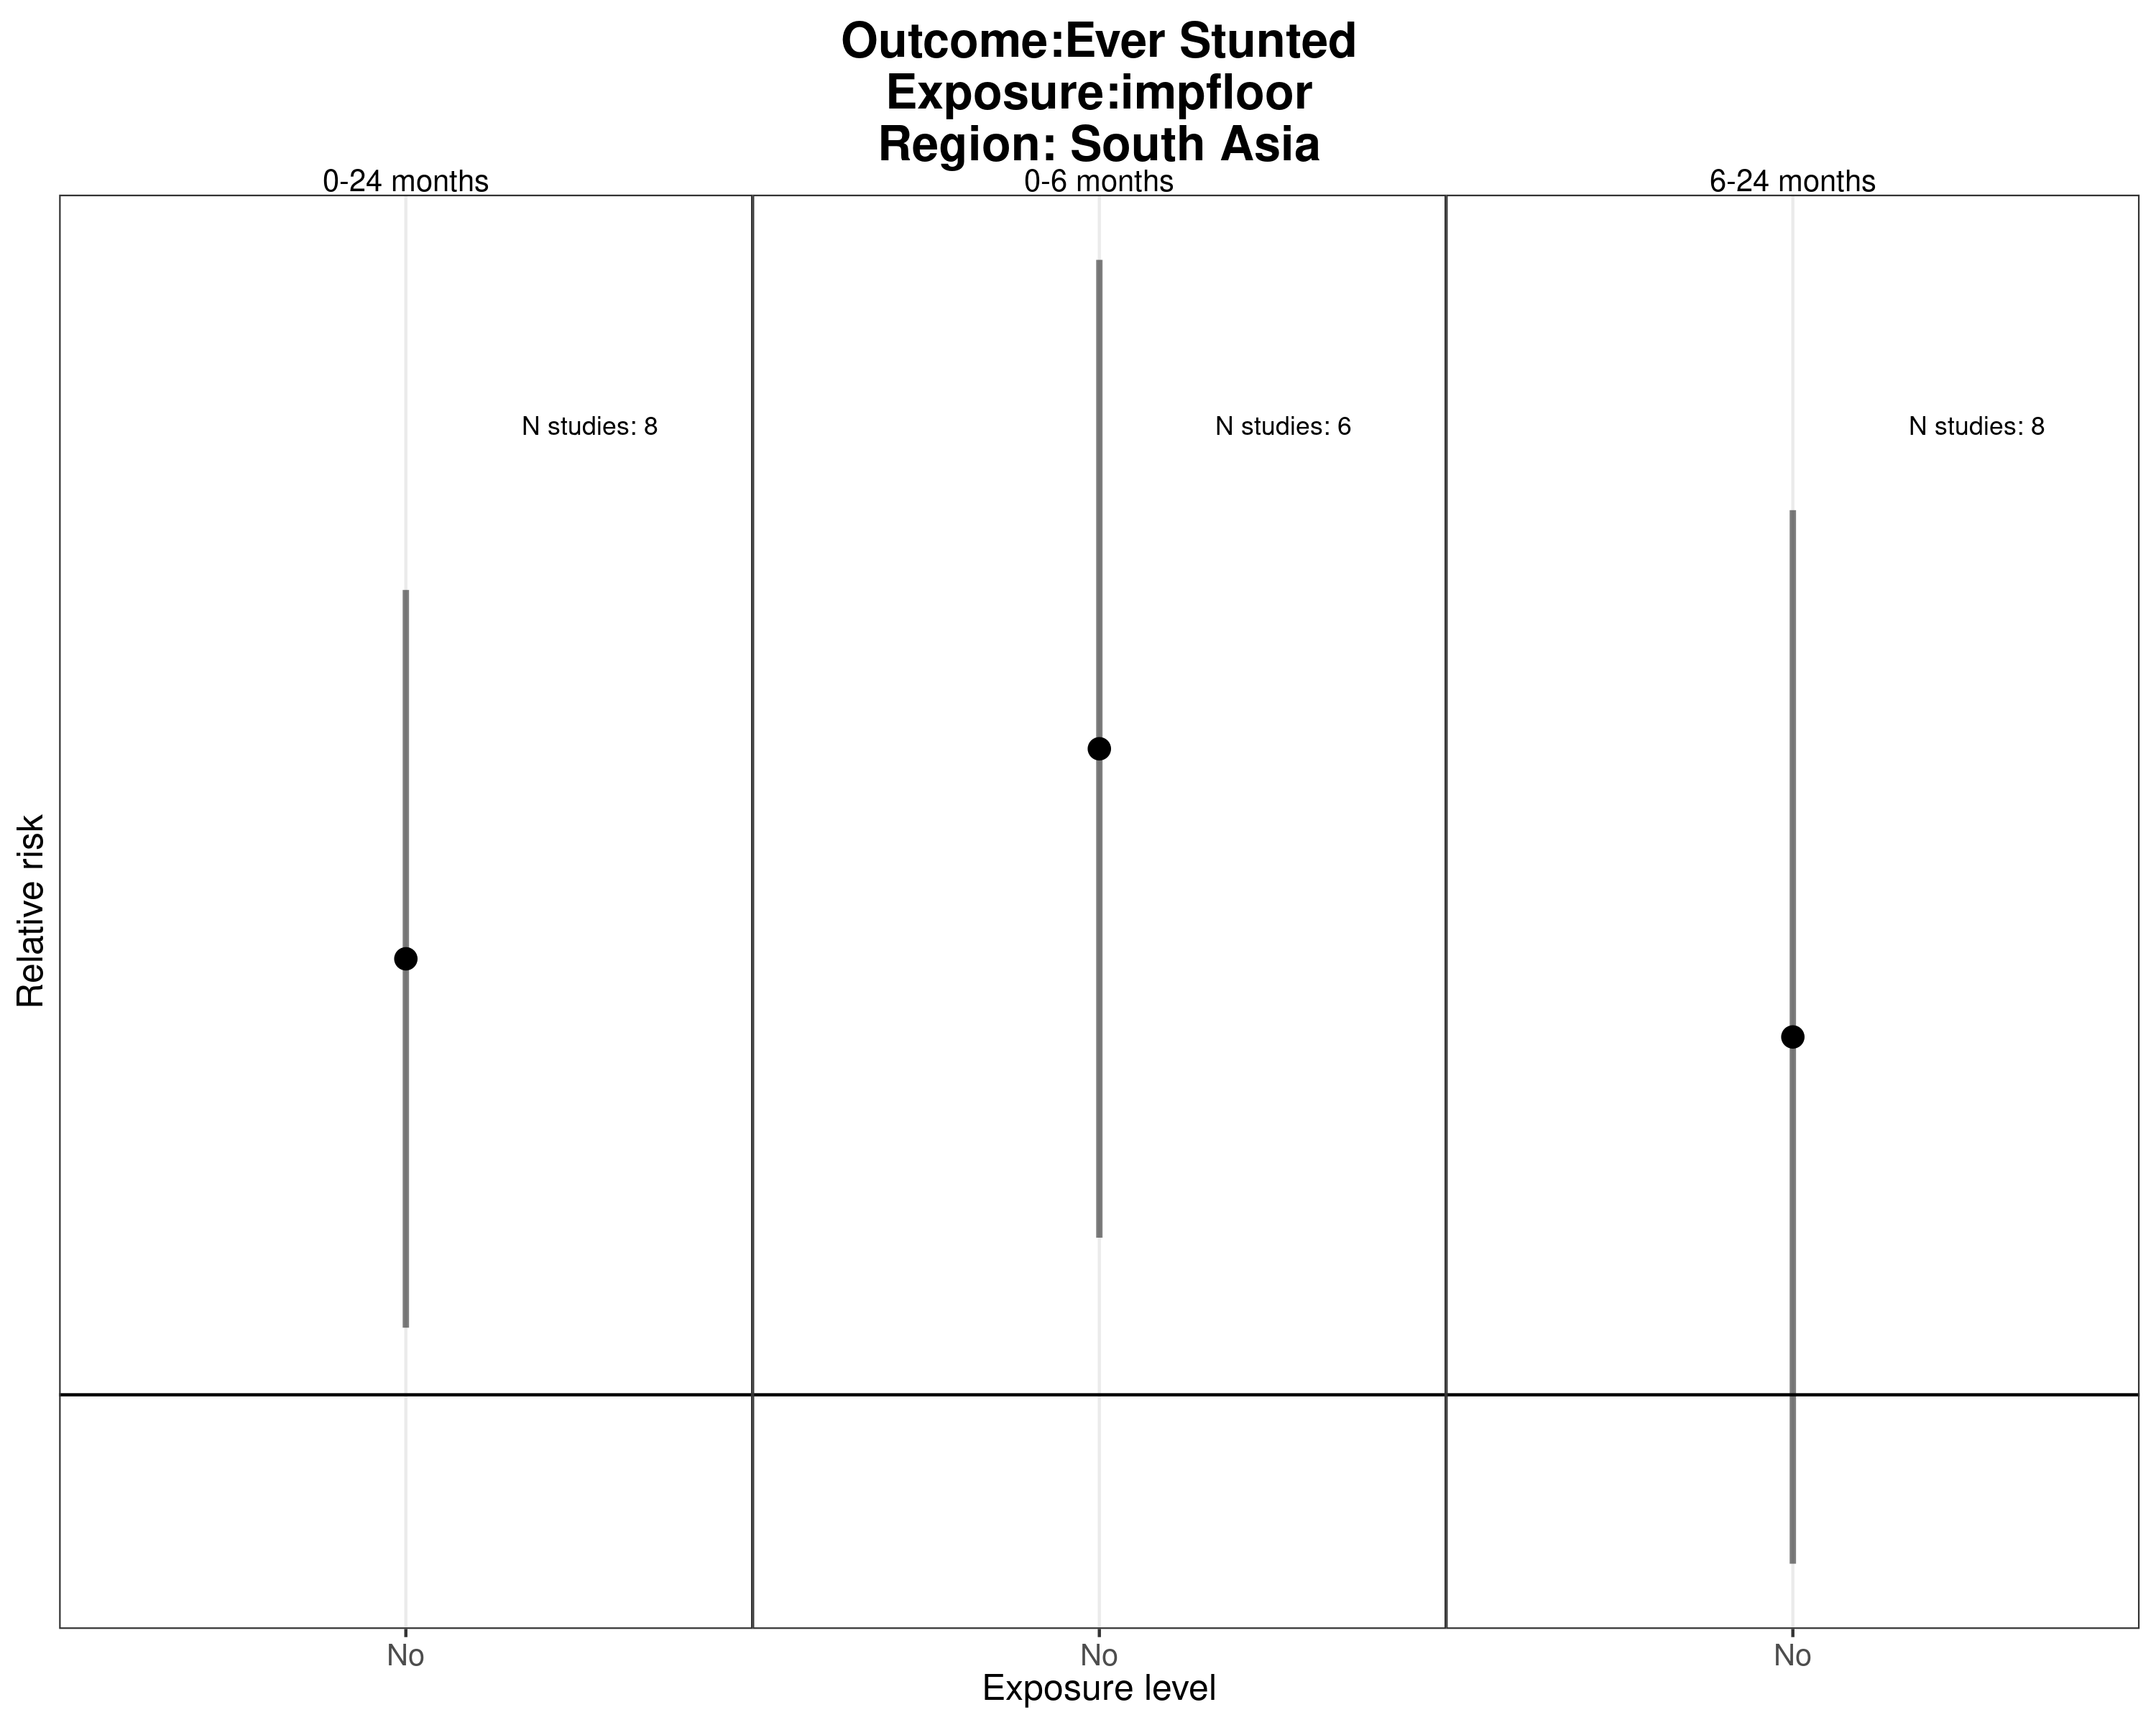 Outcome:Ever Stunted
Exposure:impfloor
Region: South Asia
0-24 months
0-6 months
6-24 months
N studies: 8
N studies: 6
N studies: 8
Relative risk
No
No
No
Exposure level